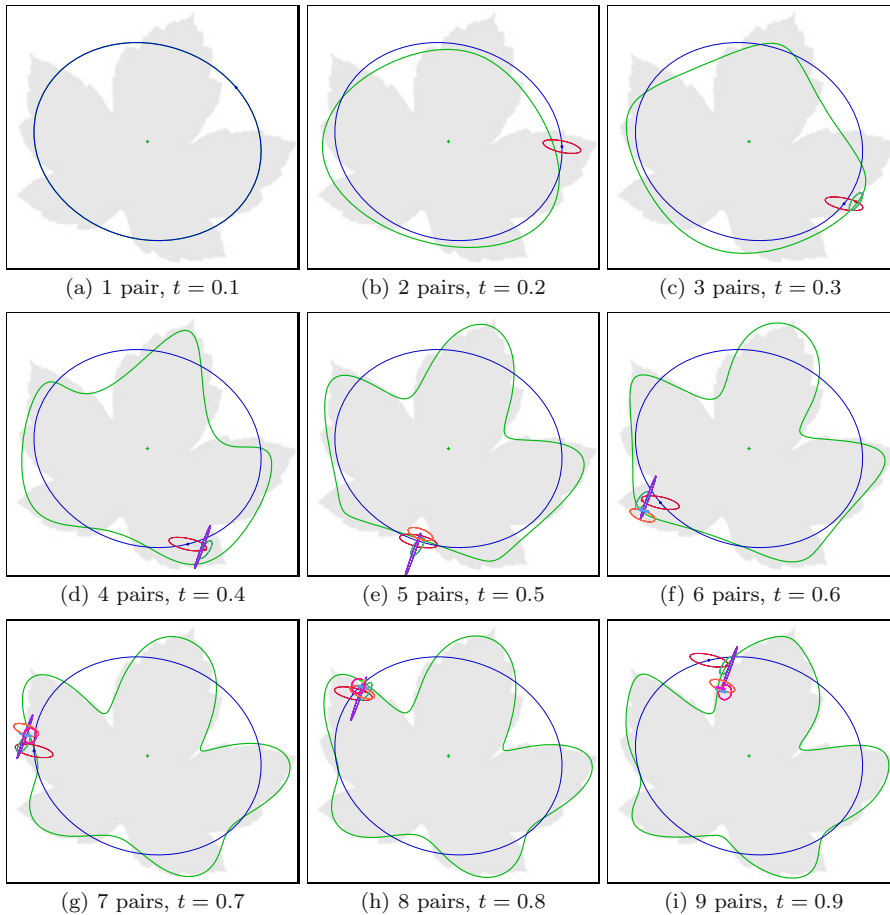 (a) 1 pair, t = 0.1
(b) 2 pairs, t = 0.2
(c) 3 pairs, t = 0.3
(d) 4 pairs, t = 0.4
(e) 5 pairs, t = 0.5
(f) 6 pairs, t = 0.6
(g) 7 pairs, t = 0.7
(h) 8 pairs, t = 0.8
(i) 9 pairs, t = 0.9